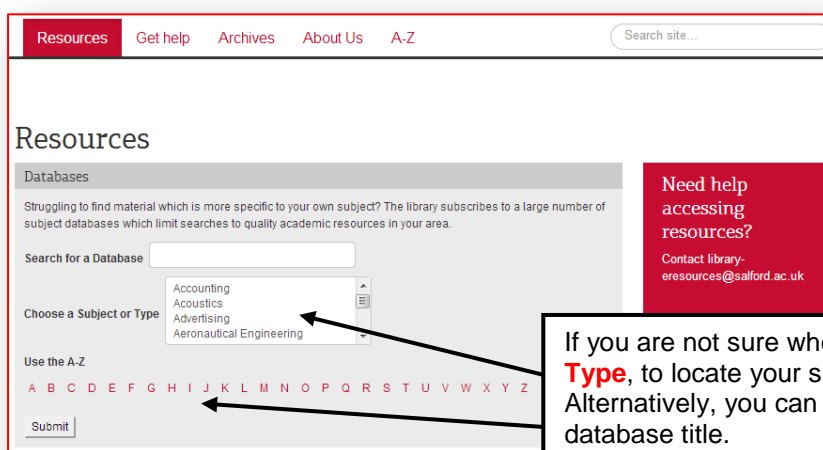 Resources Get help Archives About Us A-Z Search site...
Resources
Databases
Struggling to find material which is more specific to your own subject? The library subscribes to a large number of
subject databases which limit searches to quality academic resources in your area.
Search for a Database
Choose a Subject or Type
Accounting
Acoustics
Advertising
Aeronautical Engineering
Use the A-Z
A B C D E F G H I J K L M N O P Q R S T U V W X Y Z
Submit
Need help
accessing
resources?
Contact library-
eresources@salford.ac.uk
If you are not sure
Type, to locate your
Alternatively, you can
database title.